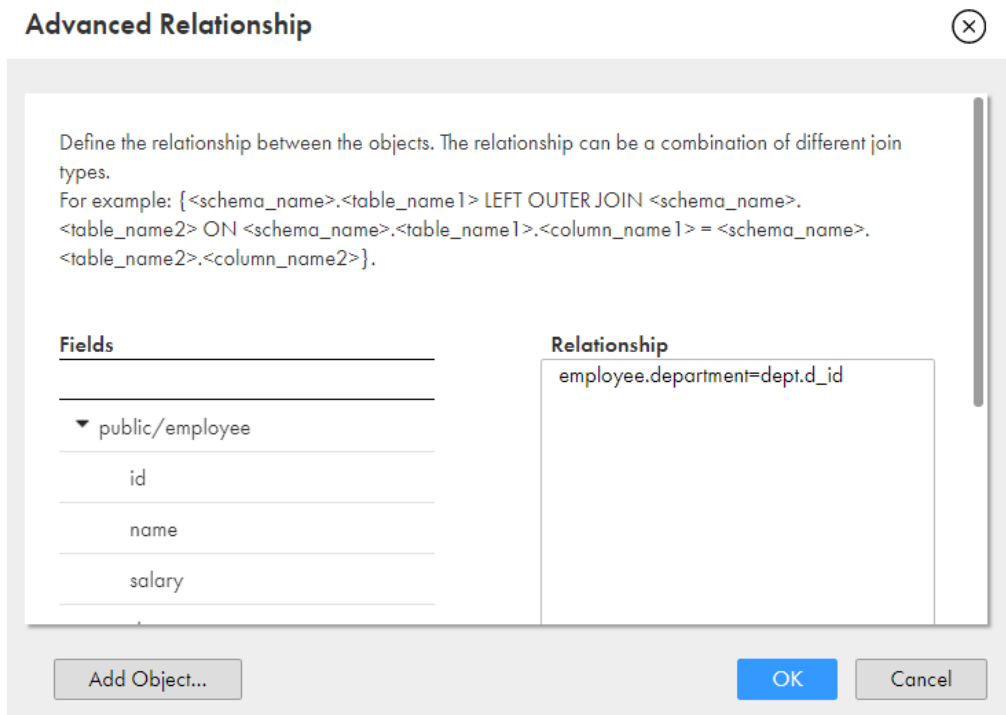 Advanced Relationship
Define the relationship between the objects. The relationship can be a combination of different join
types.
For example: {<schema_name>.<table_name1> LEFT OUTER JOIN <schema_name>.
<table_name2> ON <schema_name>.<table_name1>.<column_name1> = <schema_name>.
<table_name2>.<column_name2>}.
Fields
Relationship
employee.department=dept.d_id
public/employee
id
name
salary
Add Object...
OK
Cancel